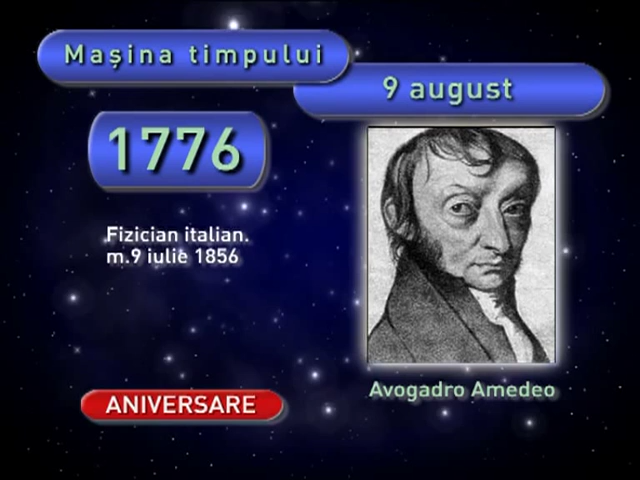 Mașina timpului
9 august
1776
Fizician italian.
m.9 iulie 1856
Avogadro Amedeo
ANIVERSARE